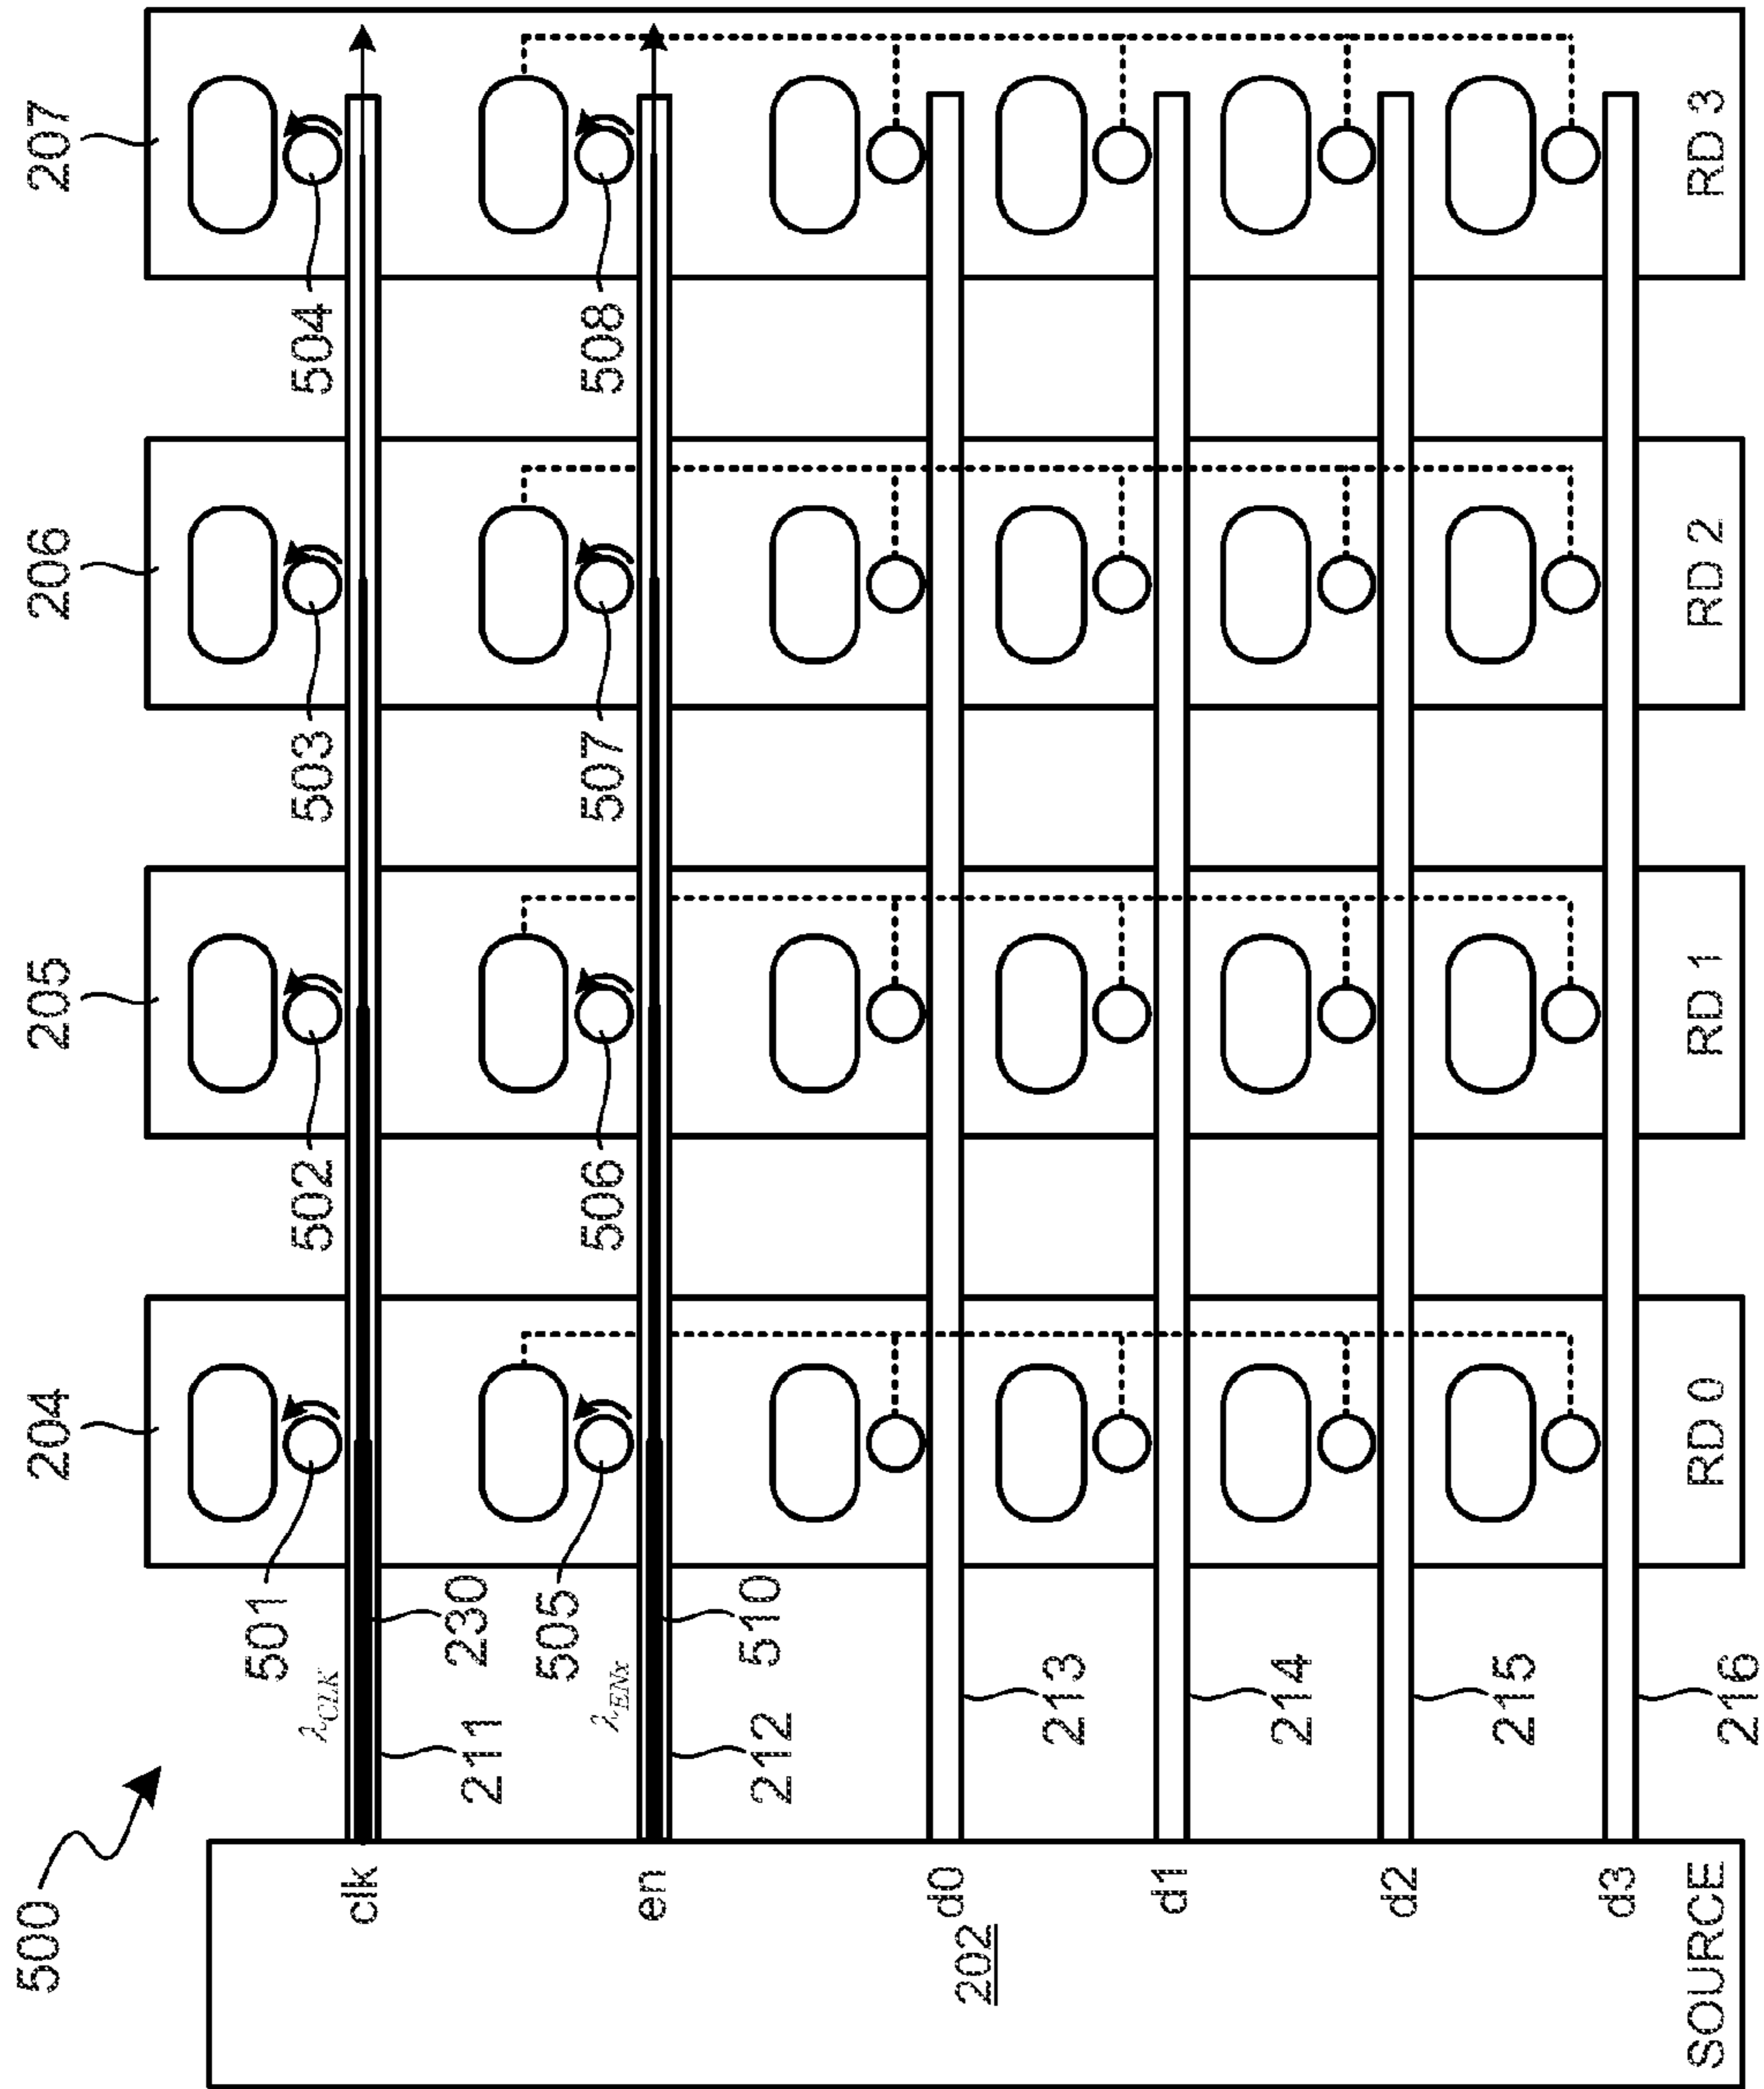 500
204 205 206 207
501
λCLK 502 503 504
clk
230
211
505
λENx 506 507 508
en
510
212
d0
202
213
d1
214
d2
215
d3
SOURCE RD 0 RD 1 RD 2 RD 3
216